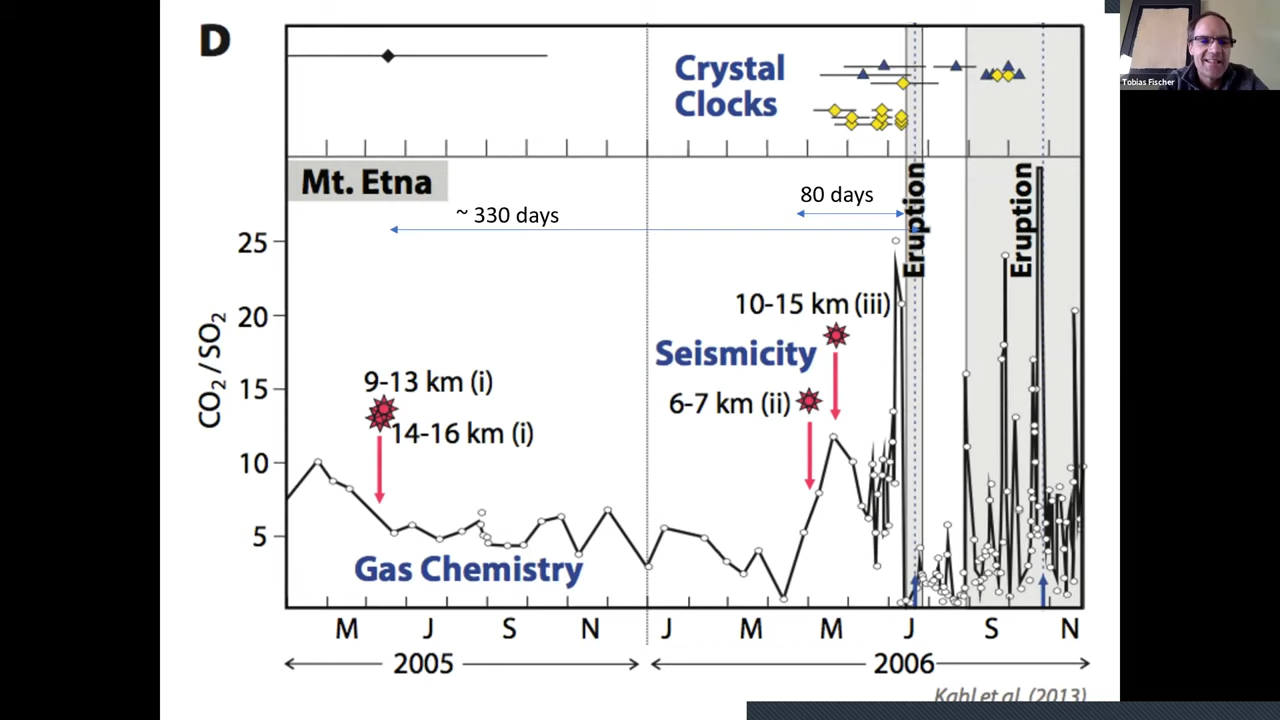 D
Crystal
Clocks
Tobias Fischer
Mt. Etna
~ 330 days
80 days
Eruption
Eruption
25
20
15
10
5
CO2 / SO2
10-15 km (iii)
Seismicity
6-7 km (ii)
9-13 km (i)
14-16 km (i)
Gas Chemistry
M J S N J M M J S N
2005 2006
Kahl et al. (2013)